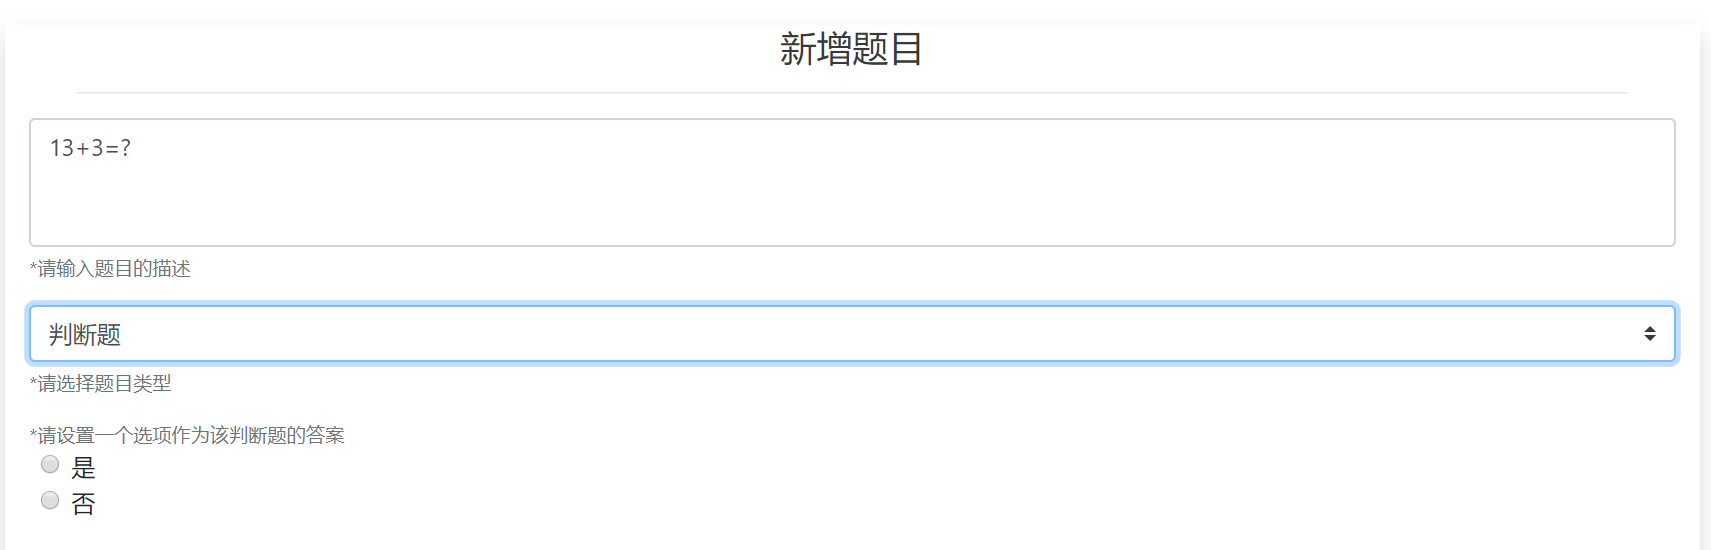 新增题目
13+3=?
*请输入题目的描述
判断题
*请选择题目类型
*请设置一个选项作为该判断题的答案
是
否